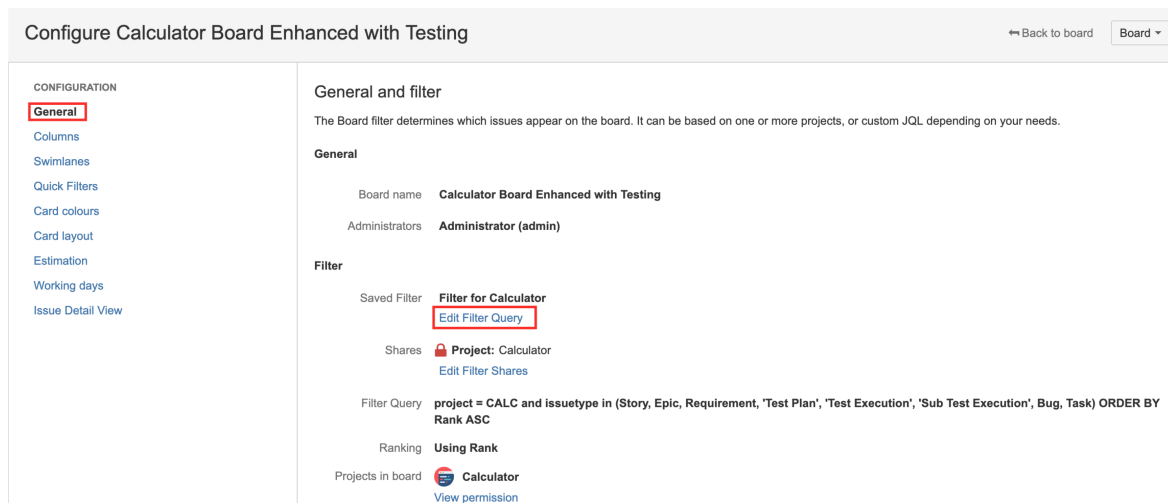 Configure Calculator Board Enhanced with Testing
Back to board
Board
CONFIGURATION
General
Columns
Swimlanes
Quick Filters
Card colours
Card layout
Estimation
Working days
Issue Detail View
General and filter
The Board filter determines which issues appear on the board. It can be based on one or more projects, or custom JQL depending on your needs.
General
Board name Calculator Board Enhanced with Testing
Administrators Administrator (admin)
Filter
Saved Filter Filter for Calculator
Edit Filter Query
Shares Project: Calculator
Edit Filter Shares
Filter Query project = CALC and issuetype in (Story, Epic, Requirement, 'Test Plan', 'Test Execution', 'Sub Test Execution', Bug, Task) ORDER BY
Rank ASC
Ranking Using Rank
Projects in board Calculator
View permission